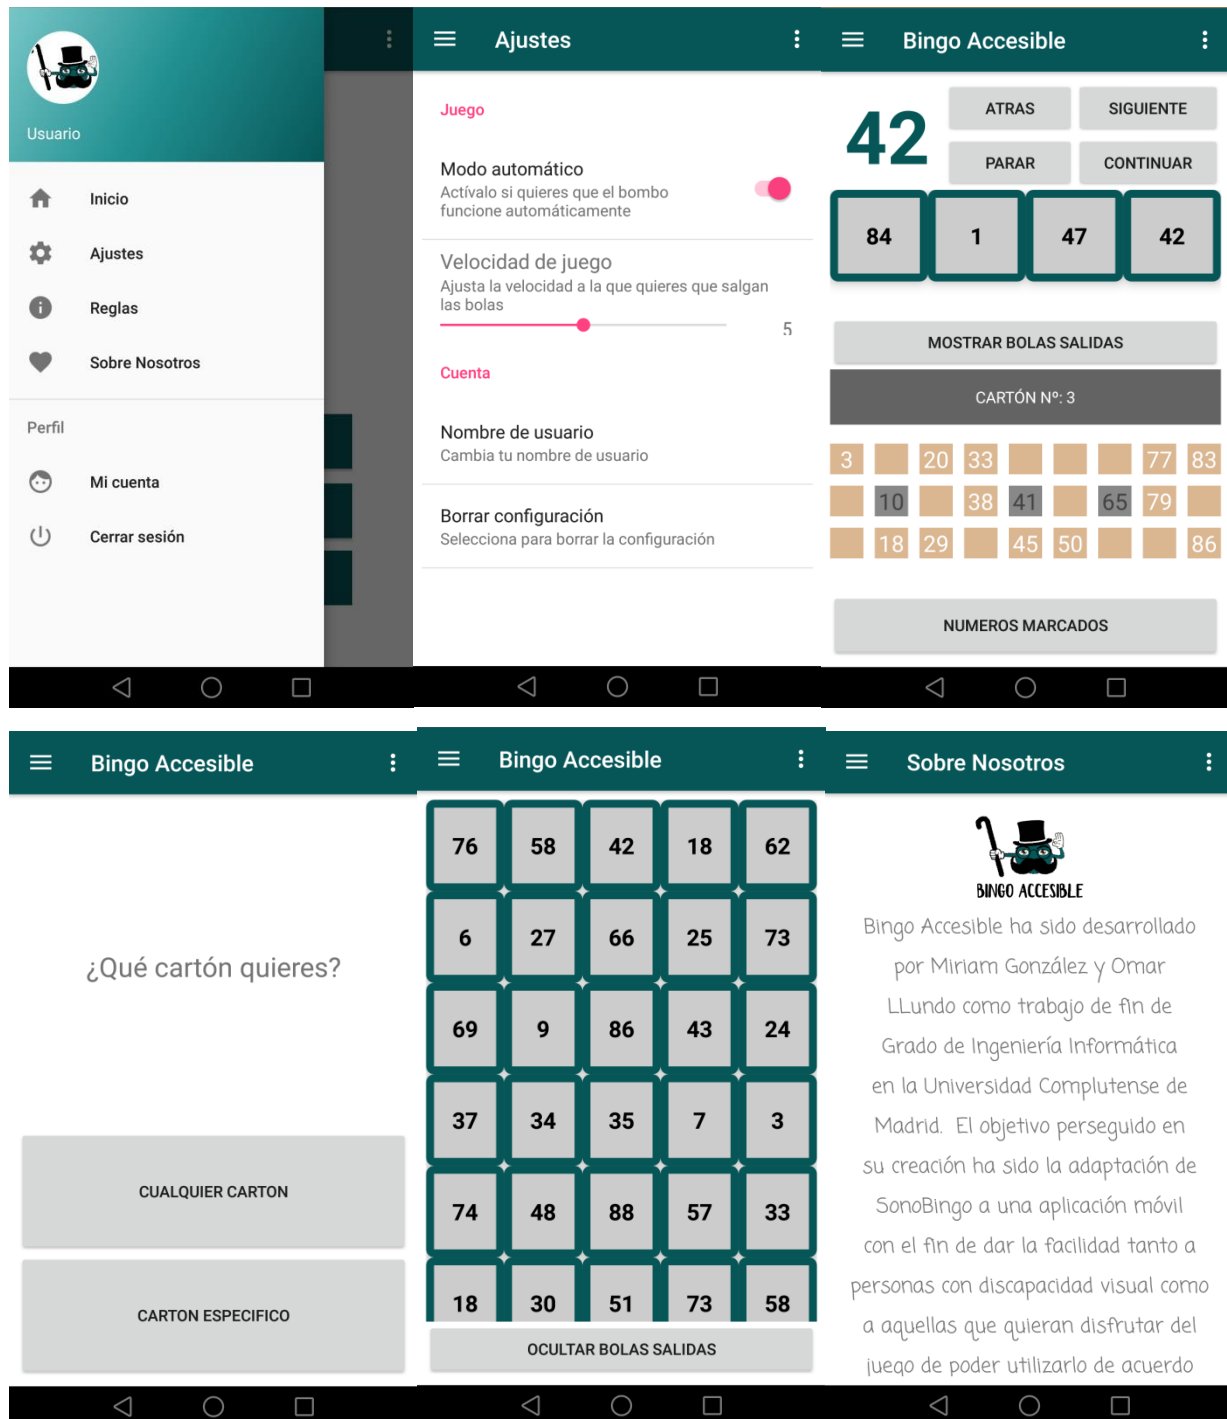 Usuario
Inicio
Ajustes
Reglas
Sobre Nosotros
Perfil
Mi cuenta
Cerrar sesión
Ajustes
Juego
Modo automático
Actívalo si quieres que el bombo
funcione automáticamente
Velocidad de juego
Ajusta la velocidad a la que quieres que salgan
las bolas
5
Cuenta
Nombre de usuario
Cambia tu nombre de usuario
Borrar configuración
Selecciona para borrar la configuración
Bingo Accesible
42
ATRAS SIGUIENTE
PARAR CONTINUAR
84 1 47 42
MOSTRAR BOLAS SALIDAS
CARTÓN Nº: 3
3 20 33 77 83
10 38 41 65 79
18 29 45 50 86
NUMEROS MARCADOS
Bingo Accesible
¿Qué cartón quieres?
CUALQUIER CARTON
CARTON ESPECIFICO
Bingo Accesible
76 58 42 18 62
6 27 66 25 73
69 9 86 43 24
37 34 35 7 3
74 48 88 57 33
18 30 51 73 58
OCULTAR BOLAS SALIDAS
Sobre Nosotros
BINGO ACCESIBLE
Bingo Accesible ha sido desarrollado
por Miriam González y Omar
LLundo como trabajo de fin de
Grado de Ingeniería Informática
en la Universidad Complutense de
Madrid. El objetivo perseguido en
su creación ha sido la adaptación de
SonoBingo a una aplicación móvil
con el fin de dar la facilidad tanto a
personas con discapacidad visual como
a aquellas que quieran disfrutar del
juego de poder utilizarlo de acuerdo